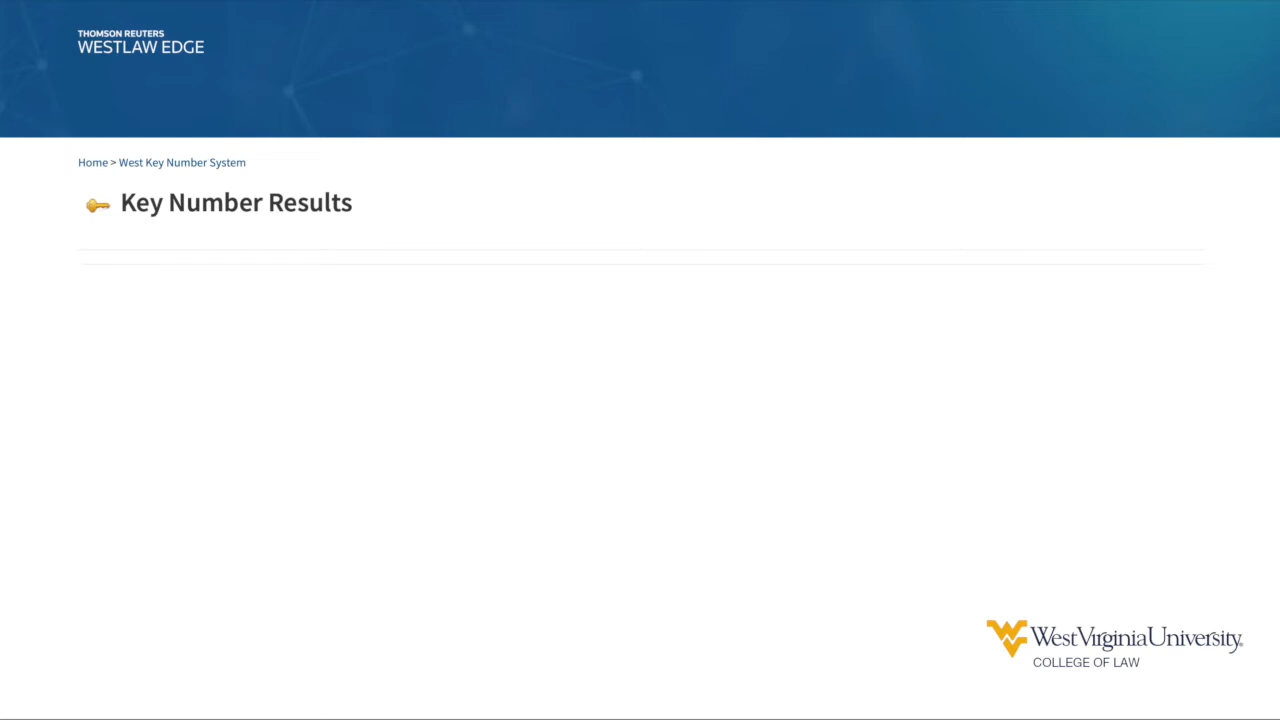 THOMSON REUTERS
WESTLAW EDGE
Home > West Key Number System
Key Number Results
WestVirginiaUniversity®
COLLEGE OF LAW